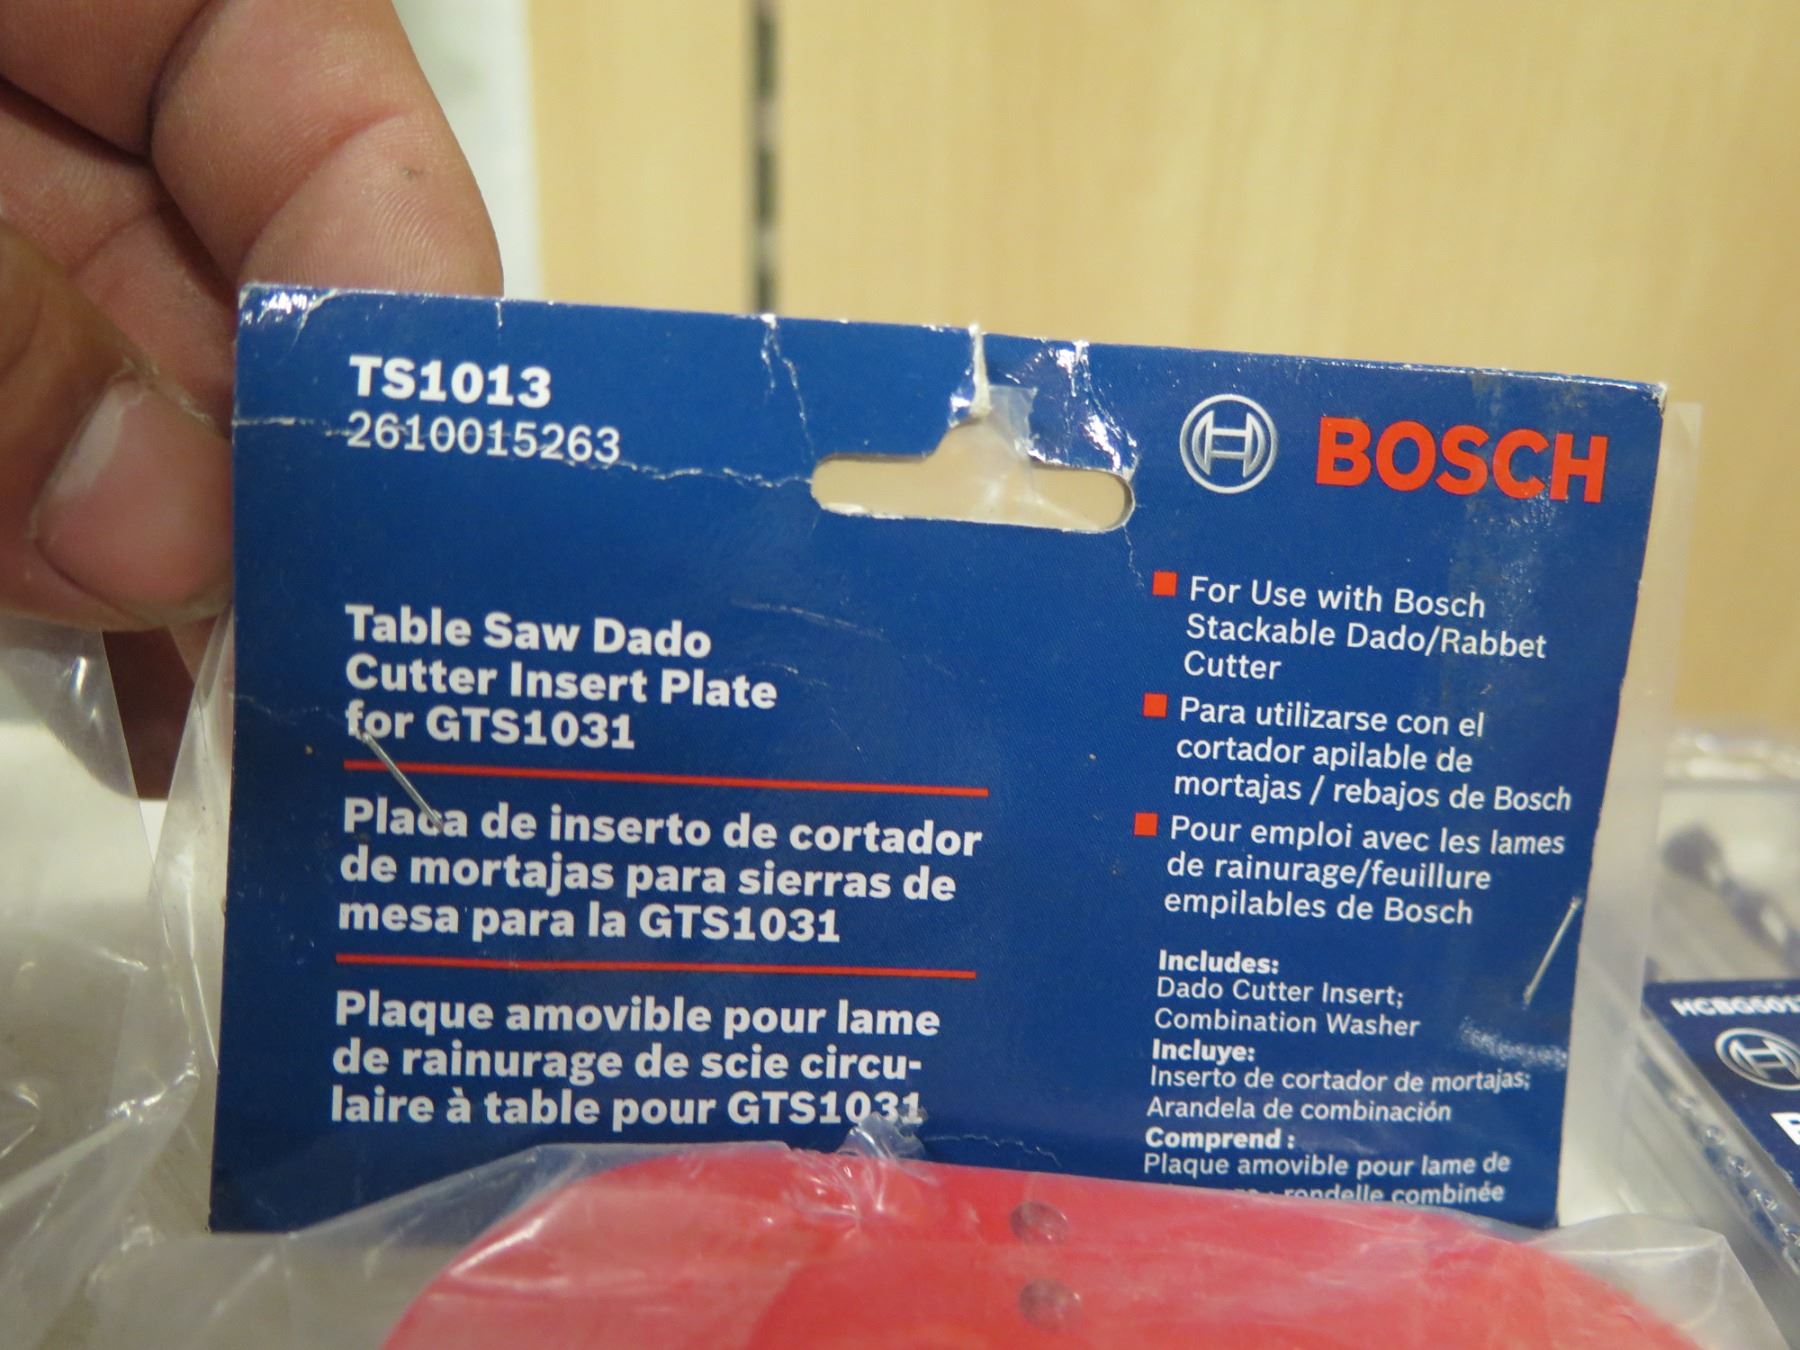 TS1013
2610015263
BOSCH
Table Saw Dado
Cutter Insert Plate
for GTS1031
Placa de inserto de cortador
de mortajas para sierras de
mesa para la GTS1031
Plaque amovible pour lame
de rainurage de scie circu-
laire à table pour GTS1031
For Use with Bosch
Stackable Dado/Rabbet
Cutter
Para utilizarse con el
cortador apilable de
mortajas / rebajos de Bosch
Pour emploi avec les lames
de rainurage/feuillure
empilables de Bosch
Includes:
Dado Cutter Insert;
Combination Washer
Incluye:
Inserto de cortador de mortajas;
Arandela de combinación
Comprend :
Plaque amovible pour lame de
rondelle combinée